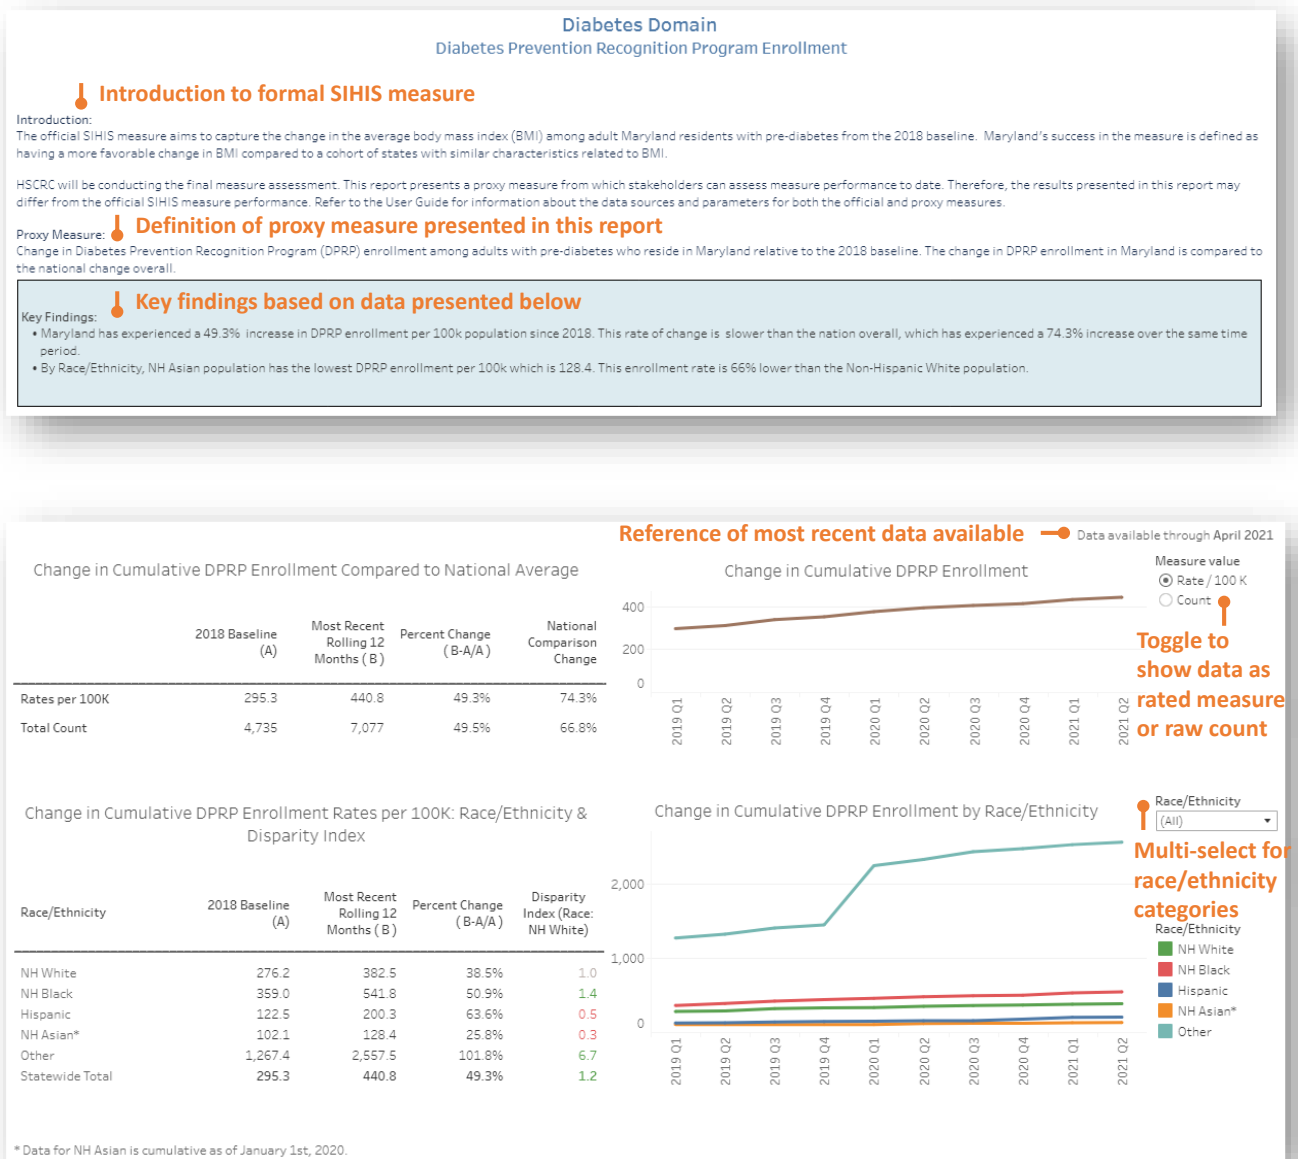 Diabetes Domain
Diabetes Prevention Recognition Program Enrollment
Introduction to formal SIHIS measure
Introduction:
The official SIHIS measure aims to capture the change in the average body mass index (BMI) among adult Maryland residents with pre-diabetes from the 2018 baseline. Maryland's success in the measure is defined as
having a more favorable change in BMI compared to a cohort of states with similar characteristics related to BMI.
HSCRC will be conducting the final measure assessment. This report presents a proxy measure from which stakeholders can assess measure performance to date. Therefore, the results presented in this report may
differ from the official SIHIS measure performance. Refer to the User Guide for information about the data sources and parameters for both the official and proxy measures.
Proxy Measure: Definition of proxy measure presented in this report
Change in Diabetes Prevention Recognition Program (DPRP) enrollment among adults with pre-diabetes who reside in Maryland relative to the 2018 baseline. The change in DPRP enrollment in Maryland is compared to
the national change overall.
Key findings based on data presented below
Key Findings:
• Maryland has experienced a 49.3% increase in DPRP enrollment per 100k population since 2018. This rate of change is slower than the nation overall, which has experienced a 74.3% increase over the same time
period.
• By Race/Ethnicity, NH Asian population has the lowest DPRP enrollment per 100k which is 128.4. This enrollment rate is 66% lower than the Non-Hispanic White population.
Reference of most recent data available Data available through April 2021
Change in Cumulative DPRP Enrollment Compared to National Average
2018 Baseline (A) Most Recent Rolling 12 Months ( B ) Percent Change ( B-A/A ) National Comparison Change
Rates per 100K 295.3 440.8 49.3% 74.3%
Total Count 4,735 7,077 49.5% 66.8%
Change in Cumulative DPRP Enrollment
400
200
0
2019 Q1 2019 Q2 2019 Q3 2019 Q4 2020 Q1 2020 Q2 2020 Q3 2020 Q4 2021 Q1 2021 Q2
Measure value
Rate / 100 K
Count
Toggle to
show data as
rated measure
or raw count
Change in Cumulative DPRP Enrollment Rates per 100K: Race/Ethnicity &
Disparity Index
Race/Ethnicity 2018 Baseline (A) Most Recent Rolling 12 Months ( B ) Percent Change ( B-A/A ) Disparity Index (Race: NH White)
NH White 276.2 382.5 38.5% 1.0
NH Black 359.0 541.8 50.9% 1.4
Hispanic 122.5 200.3 63.6% 0.5
NH Asian* 102.1 128.4 25.8% 0.3
Other 1,267.4 2,557.5 101.8% 6.7
Statewide Total 295.3 440.8 49.3% 1.2
Change in Cumulative DPRP Enrollment by Race/Ethnicity
2,000
1,000
0
2019 Q1 2019 Q2 2019 Q3 2019 Q4 2020 Q1 2020 Q2 2020 Q3 2020 Q4 2021 Q1 2021 Q2
Race/Ethnicity
(All)
Multi-select for
race/ethnicity
categories
Race/Ethnicity
NH White
NH Black
Hispanic
NH Asian*
Other
* Data for NH Asian is cumulative as of January 1st, 2020.